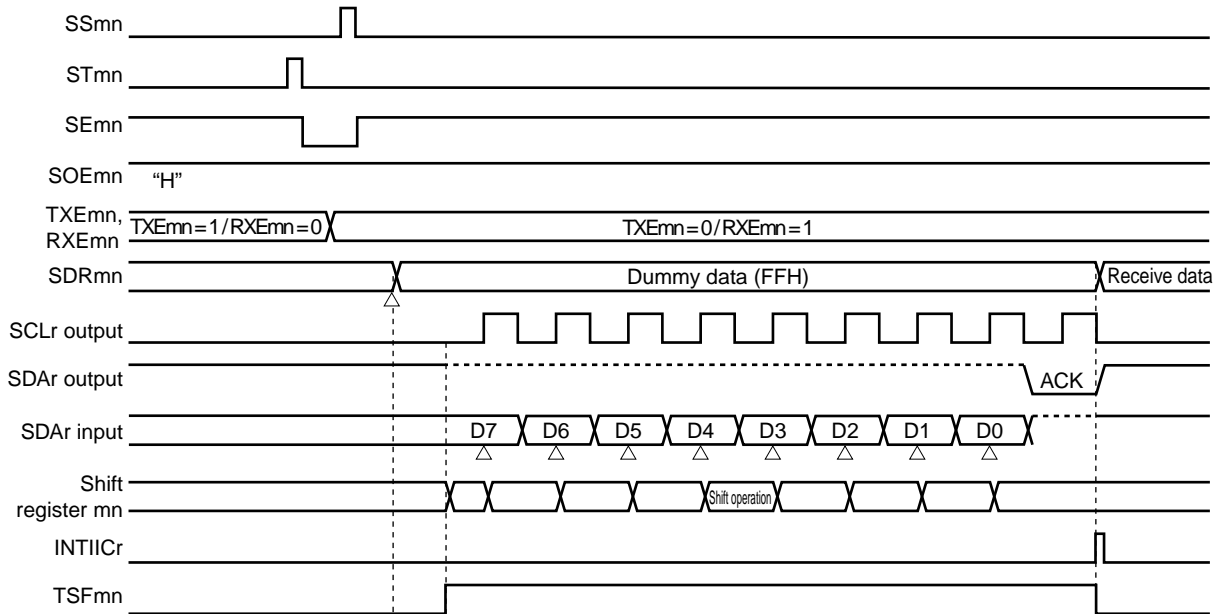 SSmn
STmn
SEmn
SOEmn “H”
TXEmn,
RXEmn
TXEmn=1/RXEmn=0 TXEmn=0/RXEmn=1
SDRmn Dummy data (FFH) Receive data
SCLr output
SDAr output ACK
SDAr input D7 D6 D5 D4 D3 D2 D1 D0
Shift
register mn
Shift operation
INTIICr
TSFmn